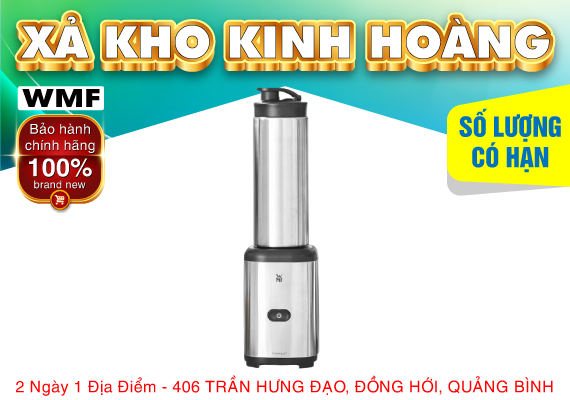 XẢ KHO KINH HOÀNG
WMF
Bảo hành
chính hãng
100%
brand new
SỐ LƯỢNG
CÓ HẠN
2 Ngày 1 Địa Điểm - 406 TRẦN HƯNG ĐẠO, ĐỒNG HỚI, QUẢNG BÌNH